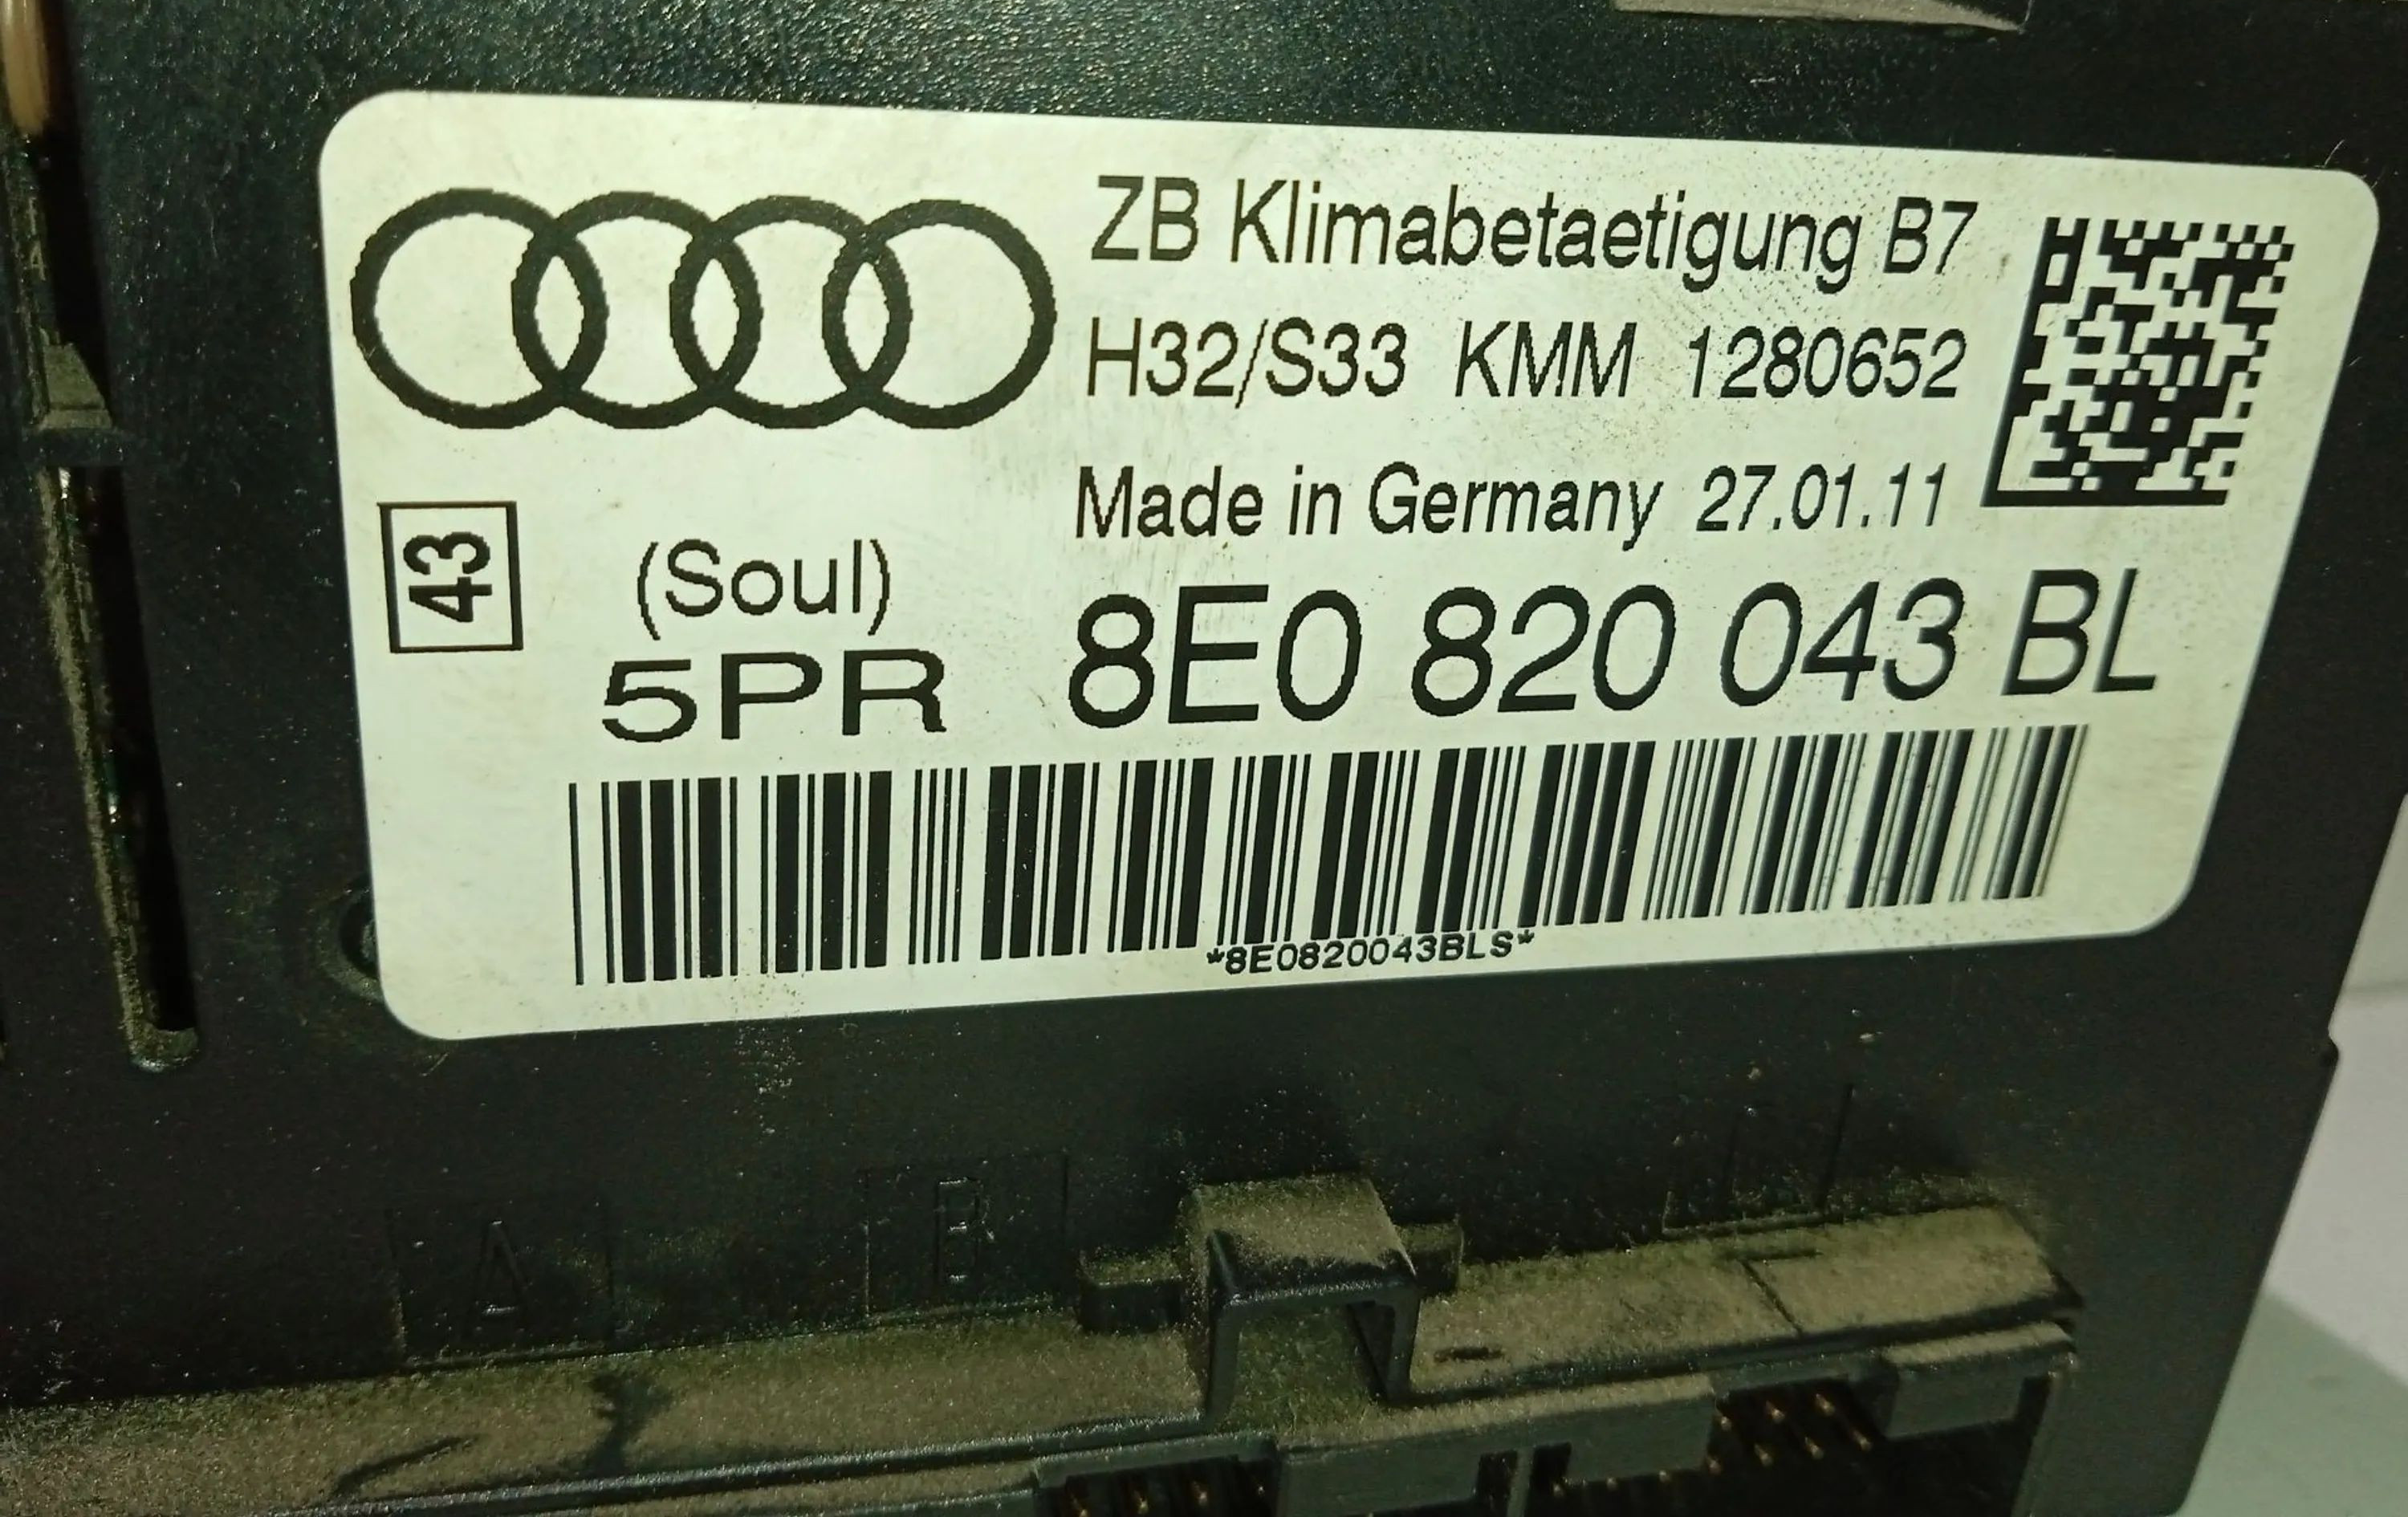 ZB Klimabetaetigung B7
H32/S33 KMM 1280652
Made in Germany 27.01.11
43
(Soul)
5PR 8E0 820 043 BL
*8E0820043BLS*
A
B